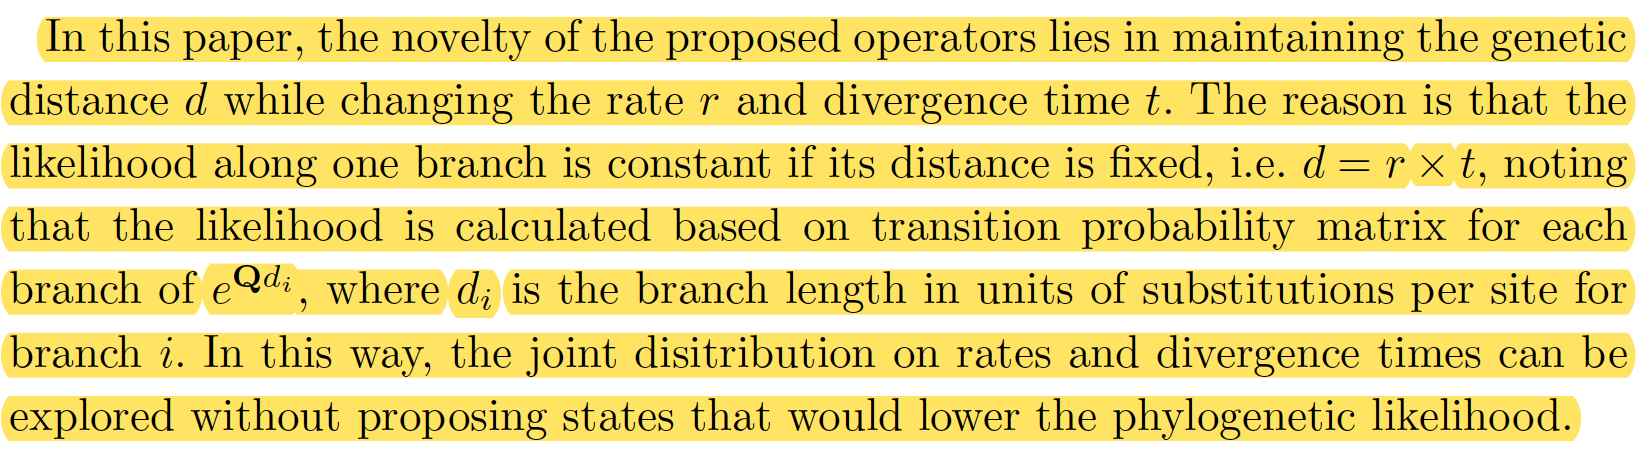 In this paper, the novelty of the proposed operators lies in maintaining the genetic
distance d while changing the rate r and divergence time t. The reason is that the
likelihood along one branch is constant if its distance is fixed, i.e. d = r × t, noting
that the likelihood is calculated based on transition probability matrix for each
branch of e^{Qd_i}, where d_i is the branch length in units of substitutions per site for
branch i. In this way, the joint disitribution on rates and divergence times can be
explored without proposing states that would lower the phylogenetic likelihood.